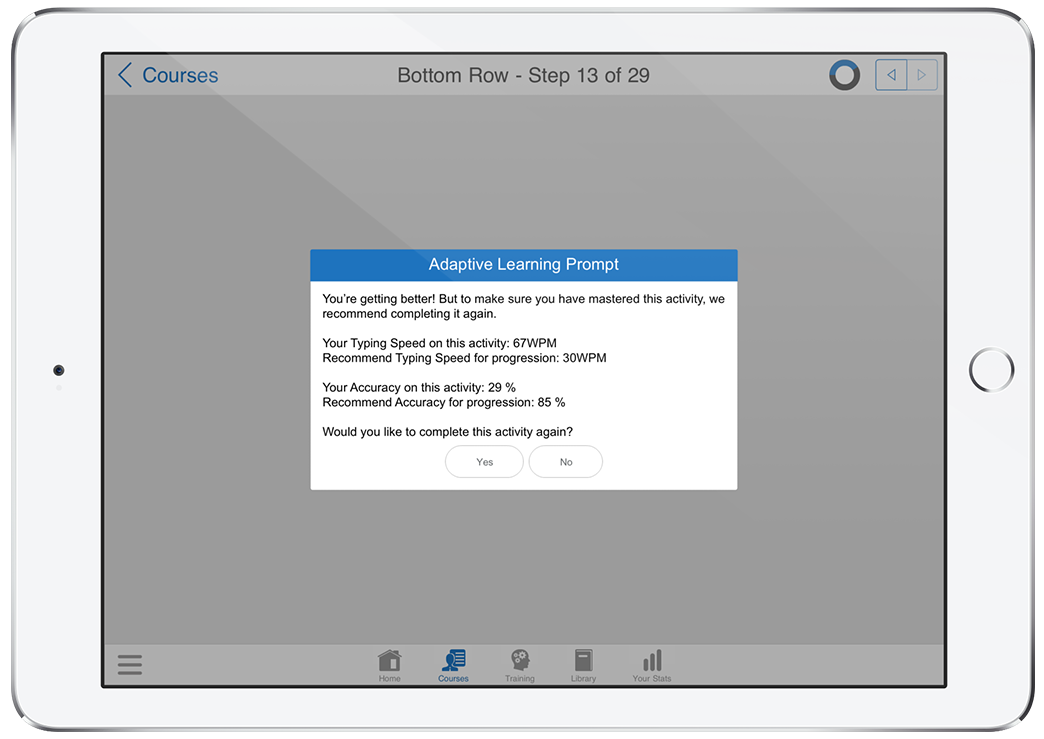 Courses
Bottom Row - Step 13 of 29
Adaptive Learning Prompt
You're getting better! But to make sure you have mastered this activity, we
recommend completing it again.
Your Typing Speed on this activity: 67WPM
Recommend Typing Speed for progression: 30WPM
Your Accuracy on this activity: 29 %
Recommend Accuracy for progression: 85 %
Would you like to complete this activity again?
Yes
No
Home
Courses
Training
Library
Your Stats